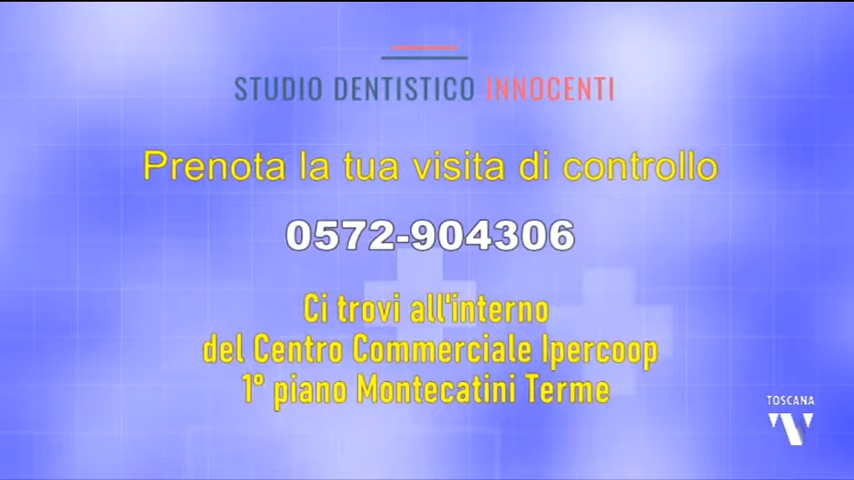 STUDIO DENTISTICO INNOCENTI
Prenota la tua visita di controllo
0572-904306
Ci trovi all'interno
del Centro Commerciale Ipercoop
1° piano Montecatini Terme
TOSCANA
TV